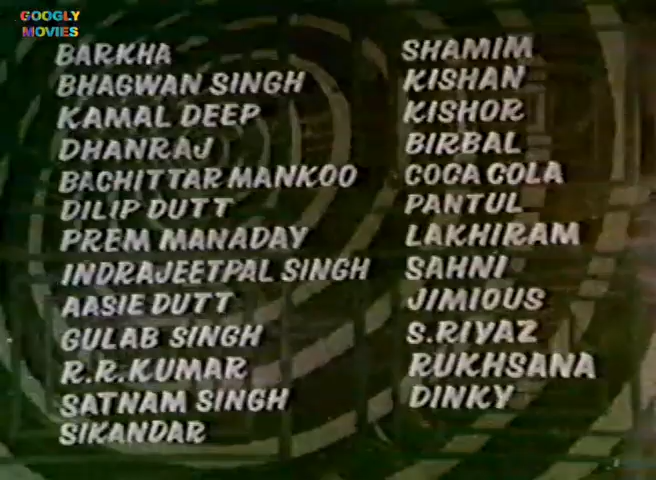 GOOGLY
MOVIES
BARKHA
BHAGWAN SINGH
KAMAL DEEP
DHANRAJ
BACHITTAR MANKOO
DILIP DUTT
PREM MANADAY
INDRAJEETPAL SINGH
AASIE DUTT
GULAB SINGH
R.R.KUMAR
SATNAM SINGH
SIKANDAR
SHAMIM
KISHAN
KISHOR
BIRBAL
COCA COLA
PANTUL
LAKHIRAM
SAHNI
JIMIOUS
S.RIYAZ
RUKHSANA
DINKY